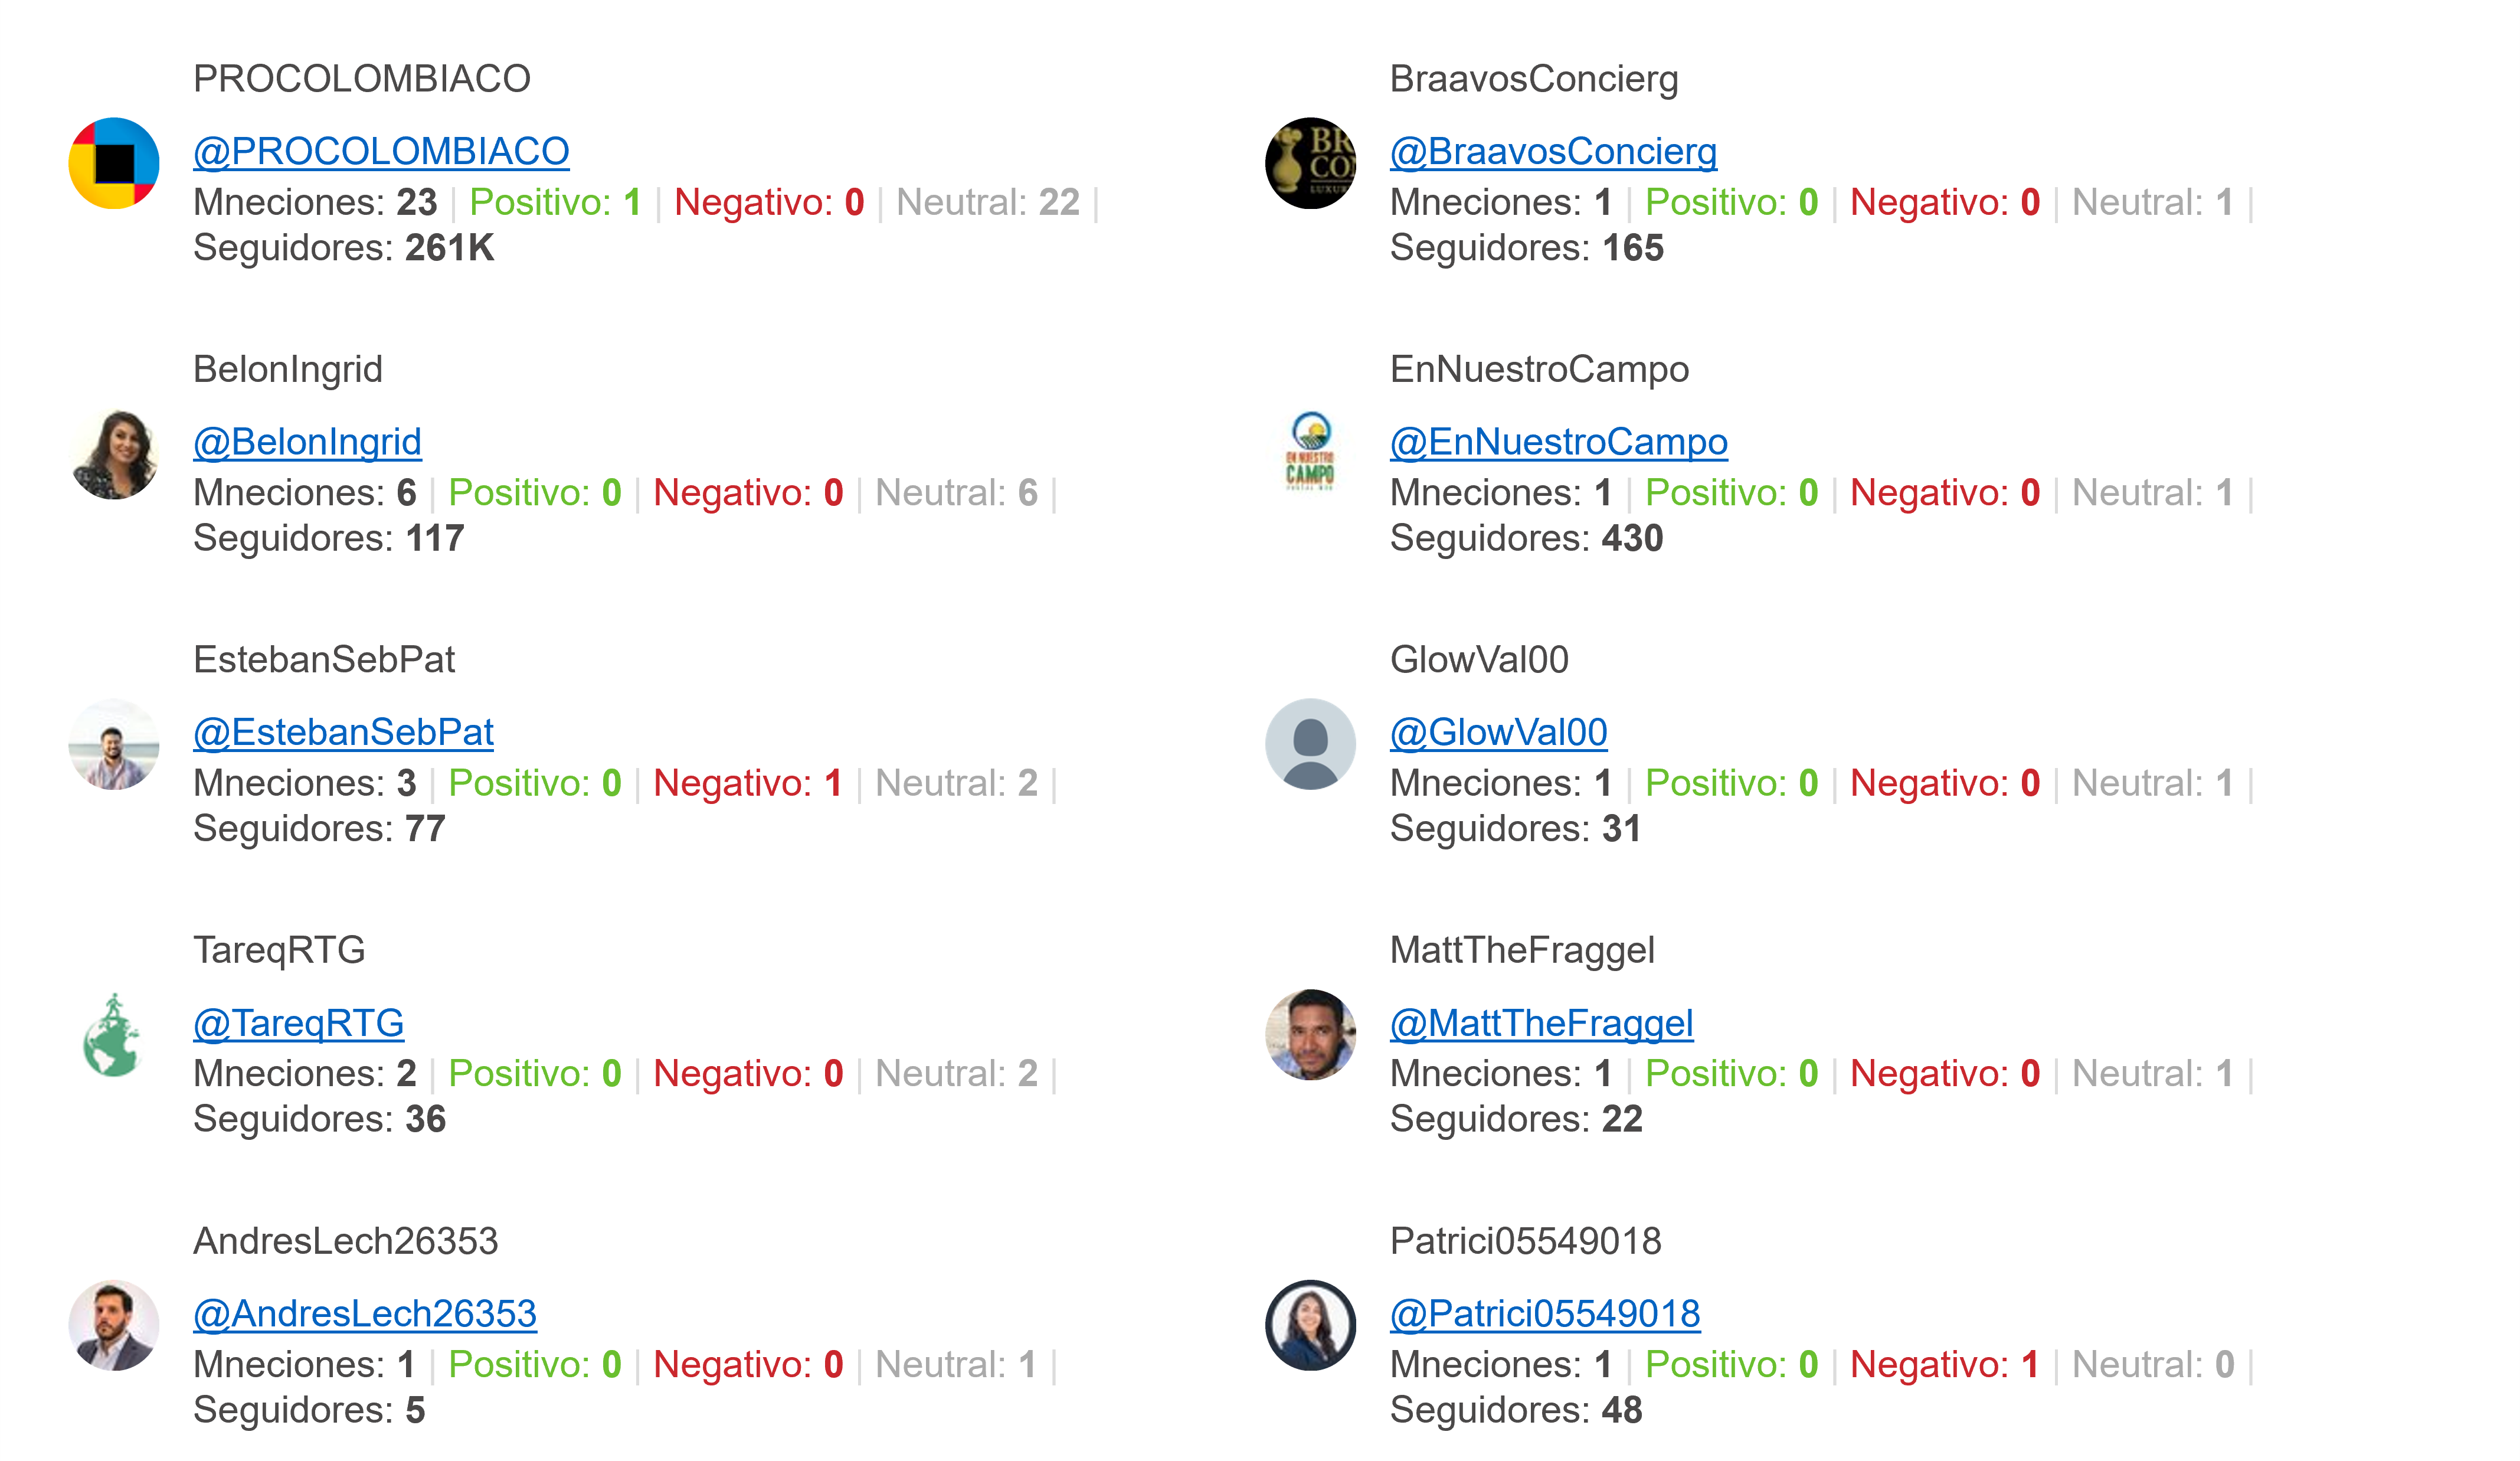 PROCOLOMBIACO
@PROCOLOMBIACO
Mneciones: 23 | Positivo: 1 | Negativo: 0 | Neutral: 22 |
Seguidores: 261K
BelonIngrid
@BelonIngrid
Mneciones: 6 | Positivo: 0 | Negativo: 0 | Neutral: 6 |
Seguidores: 117
EstebanSebPat
@EstebanSebPat
Mneciones: 3 | Positivo: 0 | Negativo: 1 | Neutral: 2 |
Seguidores: 77
TareqRTG
@TareqRTG
Mneciones: 2 | Positivo: 0 | Negativo: 0 | Neutral: 2 |
Seguidores: 36
AndresLech26353
@AndresLech26353
Mneciones: 1 | Positivo: 0 | Negativo: 0 | Neutral: 1 |
Seguidores: 5
BraavosConcierg
BR
CO
LUXUR
@BraavosConcierg
Mneciones: 1 | Positivo: 0 | Negativo: 0 | Neutral: 1 |
Seguidores: 165
EnNuestroCampo
EN NUESTRO
CAMPO
@EnNuestroCampo
Mneciones: 1 | Positivo: 0 | Negativo: 0 | Neutral: 1 |
Seguidores: 430
GlowVal00
@GlowVal00
Mneciones: 1 | Positivo: 0 | Negativo: 0 | Neutral: 1 |
Seguidores: 31
MattTheFraggel
@MattTheFraggel
Mneciones: 1 | Positivo: 0 | Negativo: 0 | Neutral: 1 |
Seguidores: 22
Patrici05549018
@Patrici05549018
Mneciones: 1 | Positivo: 0 | Negativo: 1 | Neutral: 0 |
Seguidores: 48